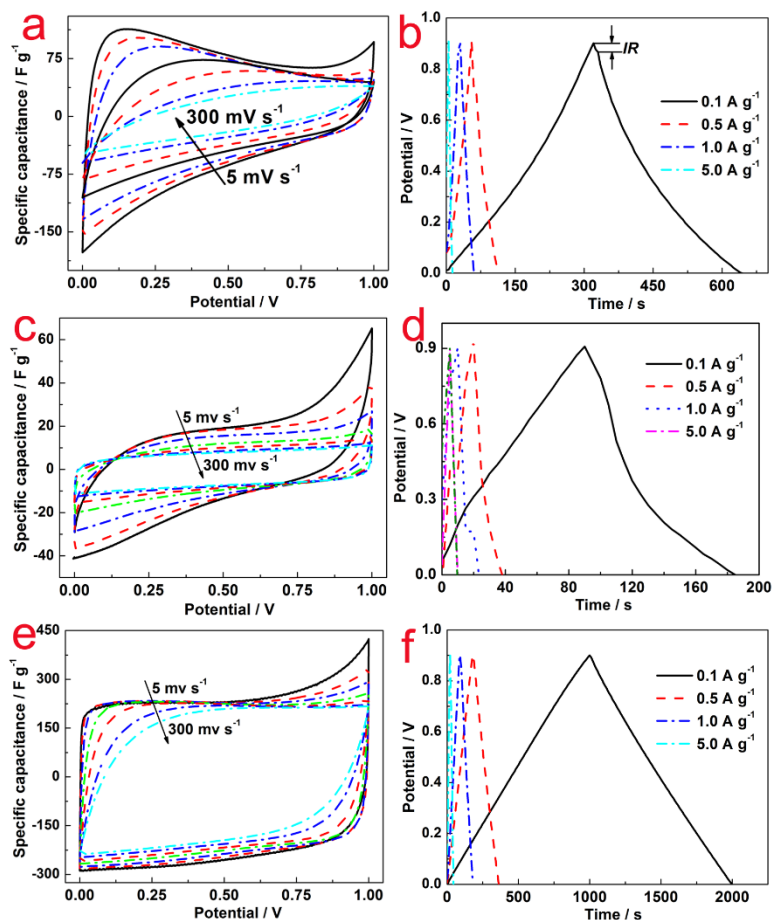 a
75
0
-75
-150
0.00
0.25
0.50
0.75
1.00
Specific capacitance / F g⁻¹
Potential / V
300 mV s⁻¹
5 mV s⁻¹
b
0.9
0.8
0.6
0.4
0.2
0.0
0
150
300
450
600
Potential / V
Time / s
IR
0.1 A g⁻¹
0.5 A g⁻¹
1.0 A g⁻¹
5.0 A g⁻¹
c
60
40
20
0
-20
-40
0.00
0.25
0.50
0.75
1.00
Specific capacitance / F g⁻¹
Potential / V
5 mv s⁻¹
300 mv s⁻¹
d
0.9
0.6
0.3
0.0
0
40
80
120
160
200
Potential / V
Time / s
0.1 A g⁻¹
0.5 A g⁻¹
1.0 A g⁻¹
5.0 A g⁻¹
e
450
300
150
0
-150
-300
0.00
0.25
0.50
0.75
1.00
Specific capacitance / F g⁻¹
Potential / V
5 mv s⁻¹
300 mv s⁻¹
f
1.0
0.8
0.6
0.4
0.2
0.0
0
500
1000
1500
2000
Potential / V
Time / s
0.1 A g⁻¹
0.5 A g⁻¹
1.0 A g⁻¹
5.0 A g⁻¹